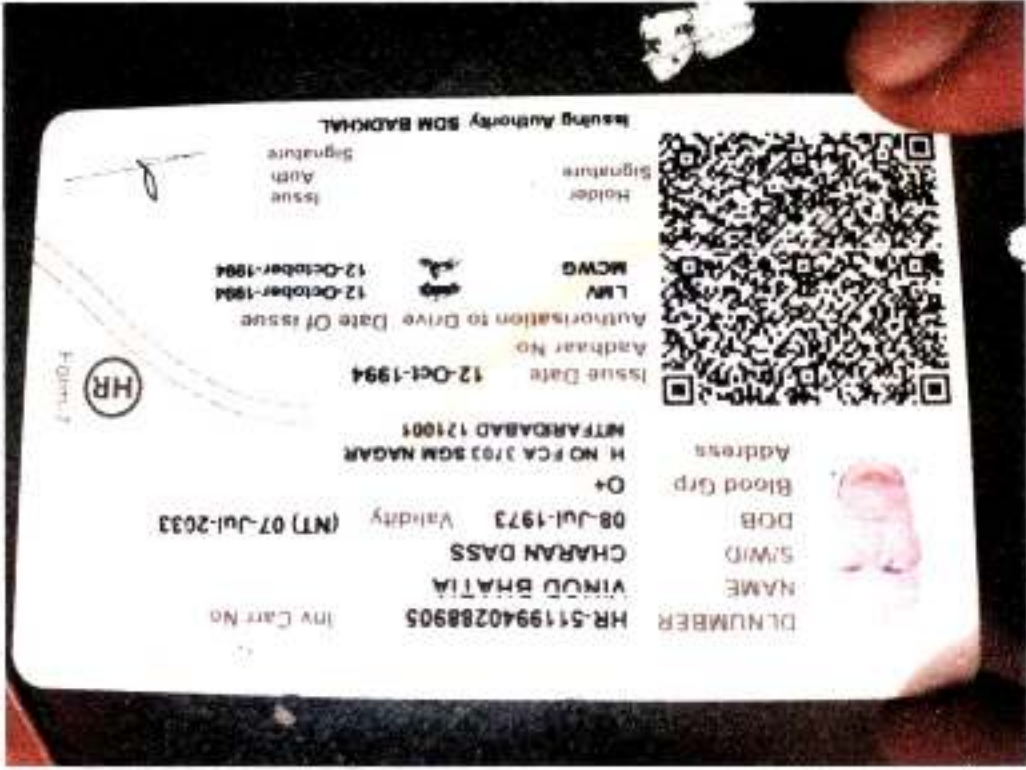 DLNUMBER HR-5119940288905 Inv Carr No
NAME VINOD BHATIA
S/W/D CHARAN DASS
DOB 08-Jul-1973 Validity (NT) 07-Jul-2033
Blood Grp O+
Address H NO FCA 3703 SGM NAGAR
NITFARIDABAD 121001
Issue Date 12-Oct-1994
Aadhaar No
Authorisation to Drive Date Of issue
LMV 12-October-1994
MCWG 12-October-1994
HR
Form-7
Holder Signature
Issue Auth Signature
Issuing Authority SDM BADKHAL